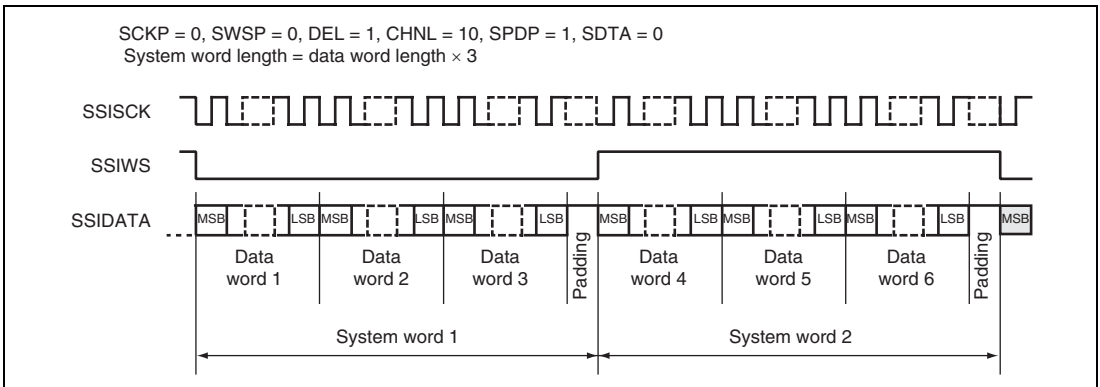 SCKP = 0, SWSP = 0, DEL = 1, CHNL = 10, SPDP = 1, SDTA = 0
System word length = data word length × 3
SSISCK
SSIWS
SSIDATA
MSB LSB MSB LSB MSB LSB MSB LSB MSB LSB MSB LSB MSB
Data word 1
Data word 2
Data word 3
Padding
Data word 4
Data word 5
Data word 6
Padding
System word 1
System word 2